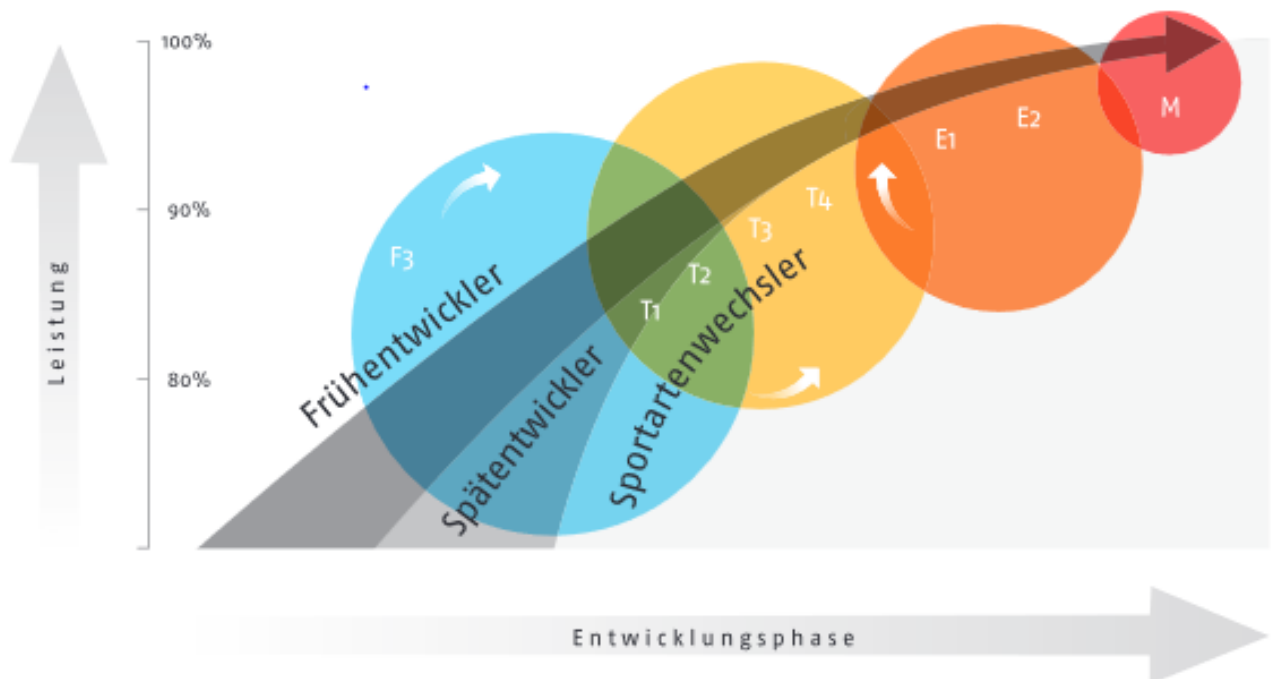 100%
90%
80%
Leistung
F3
Frühentwickler
Spätentwickler
Sportartenwechsler
T1
T2
T3
T4
E1
E2
M
Entwicklungsphase